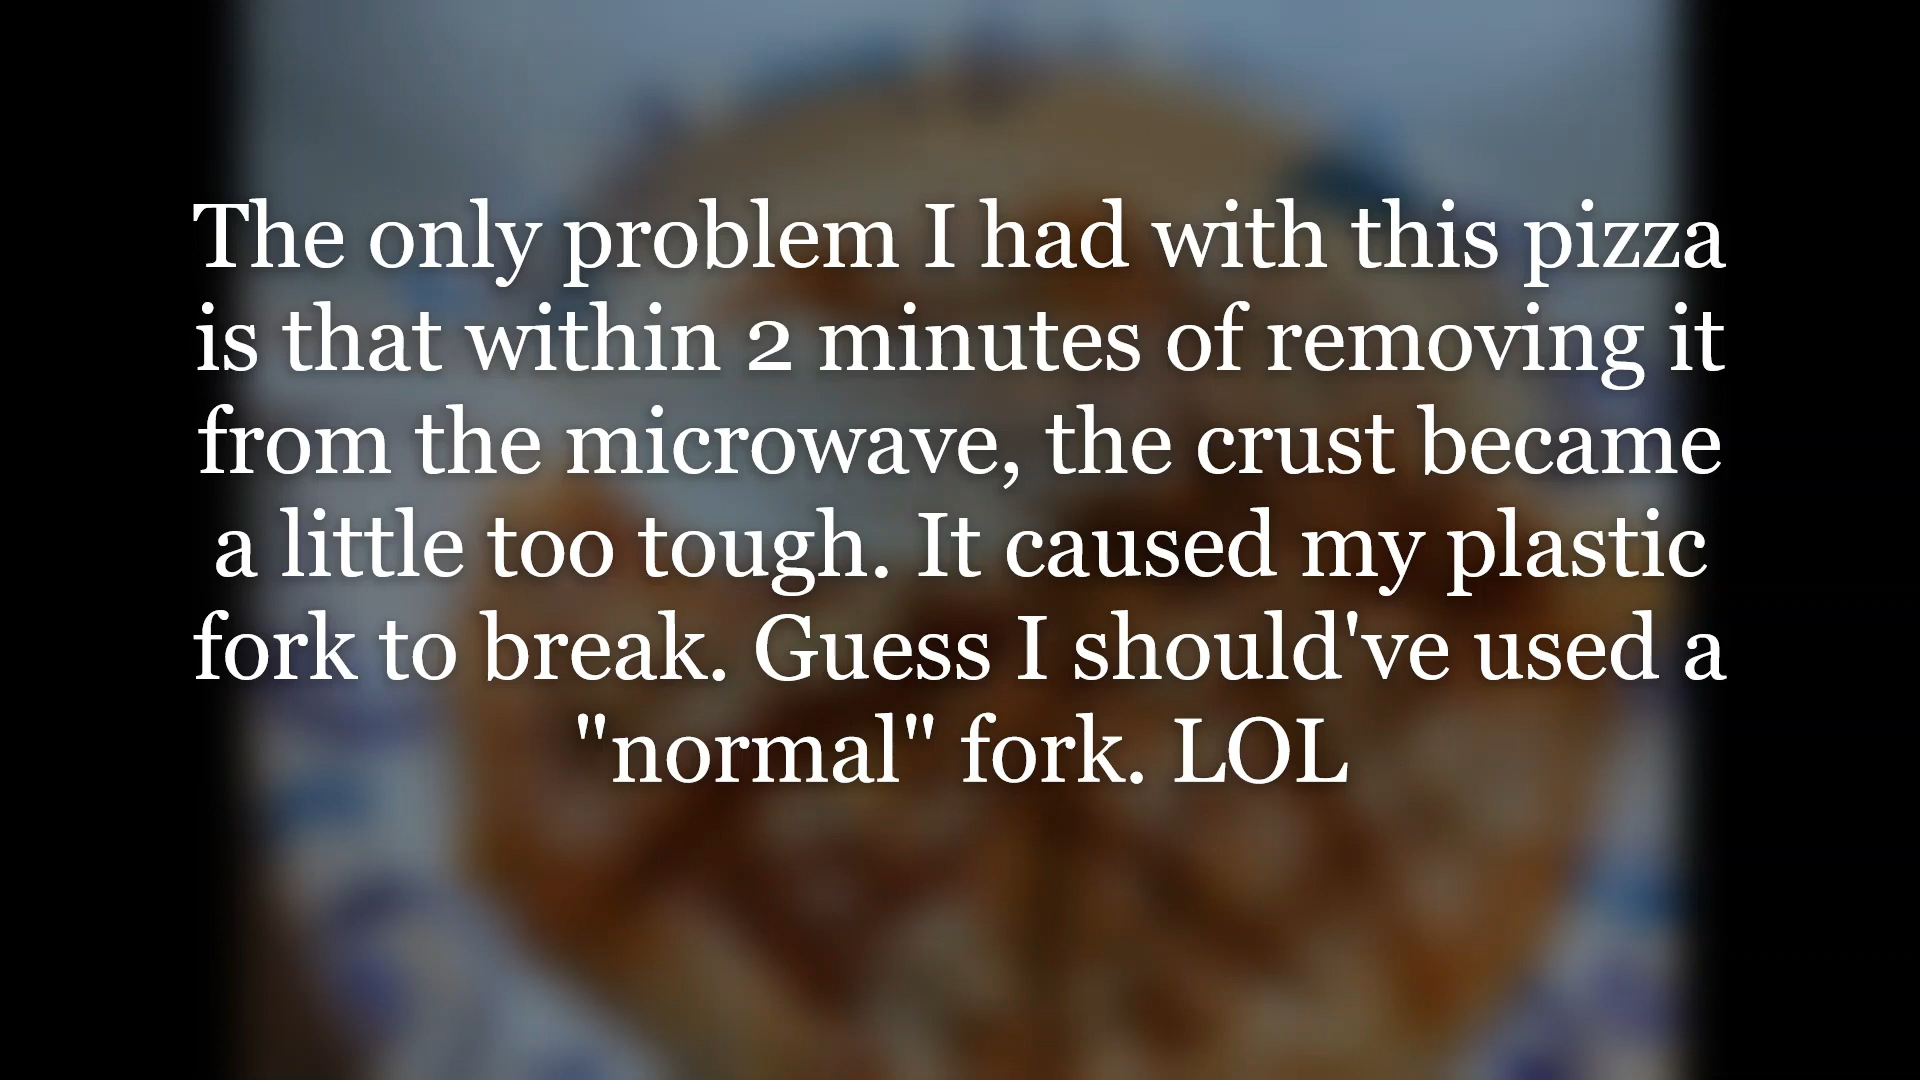 The only problem I had with this pizza
is that within 2 minutes of removing it
from the microwave, the crust became
a little too tough. It caused my plastic
fork to break. Guess I should've used a
"normal" fork. LOL